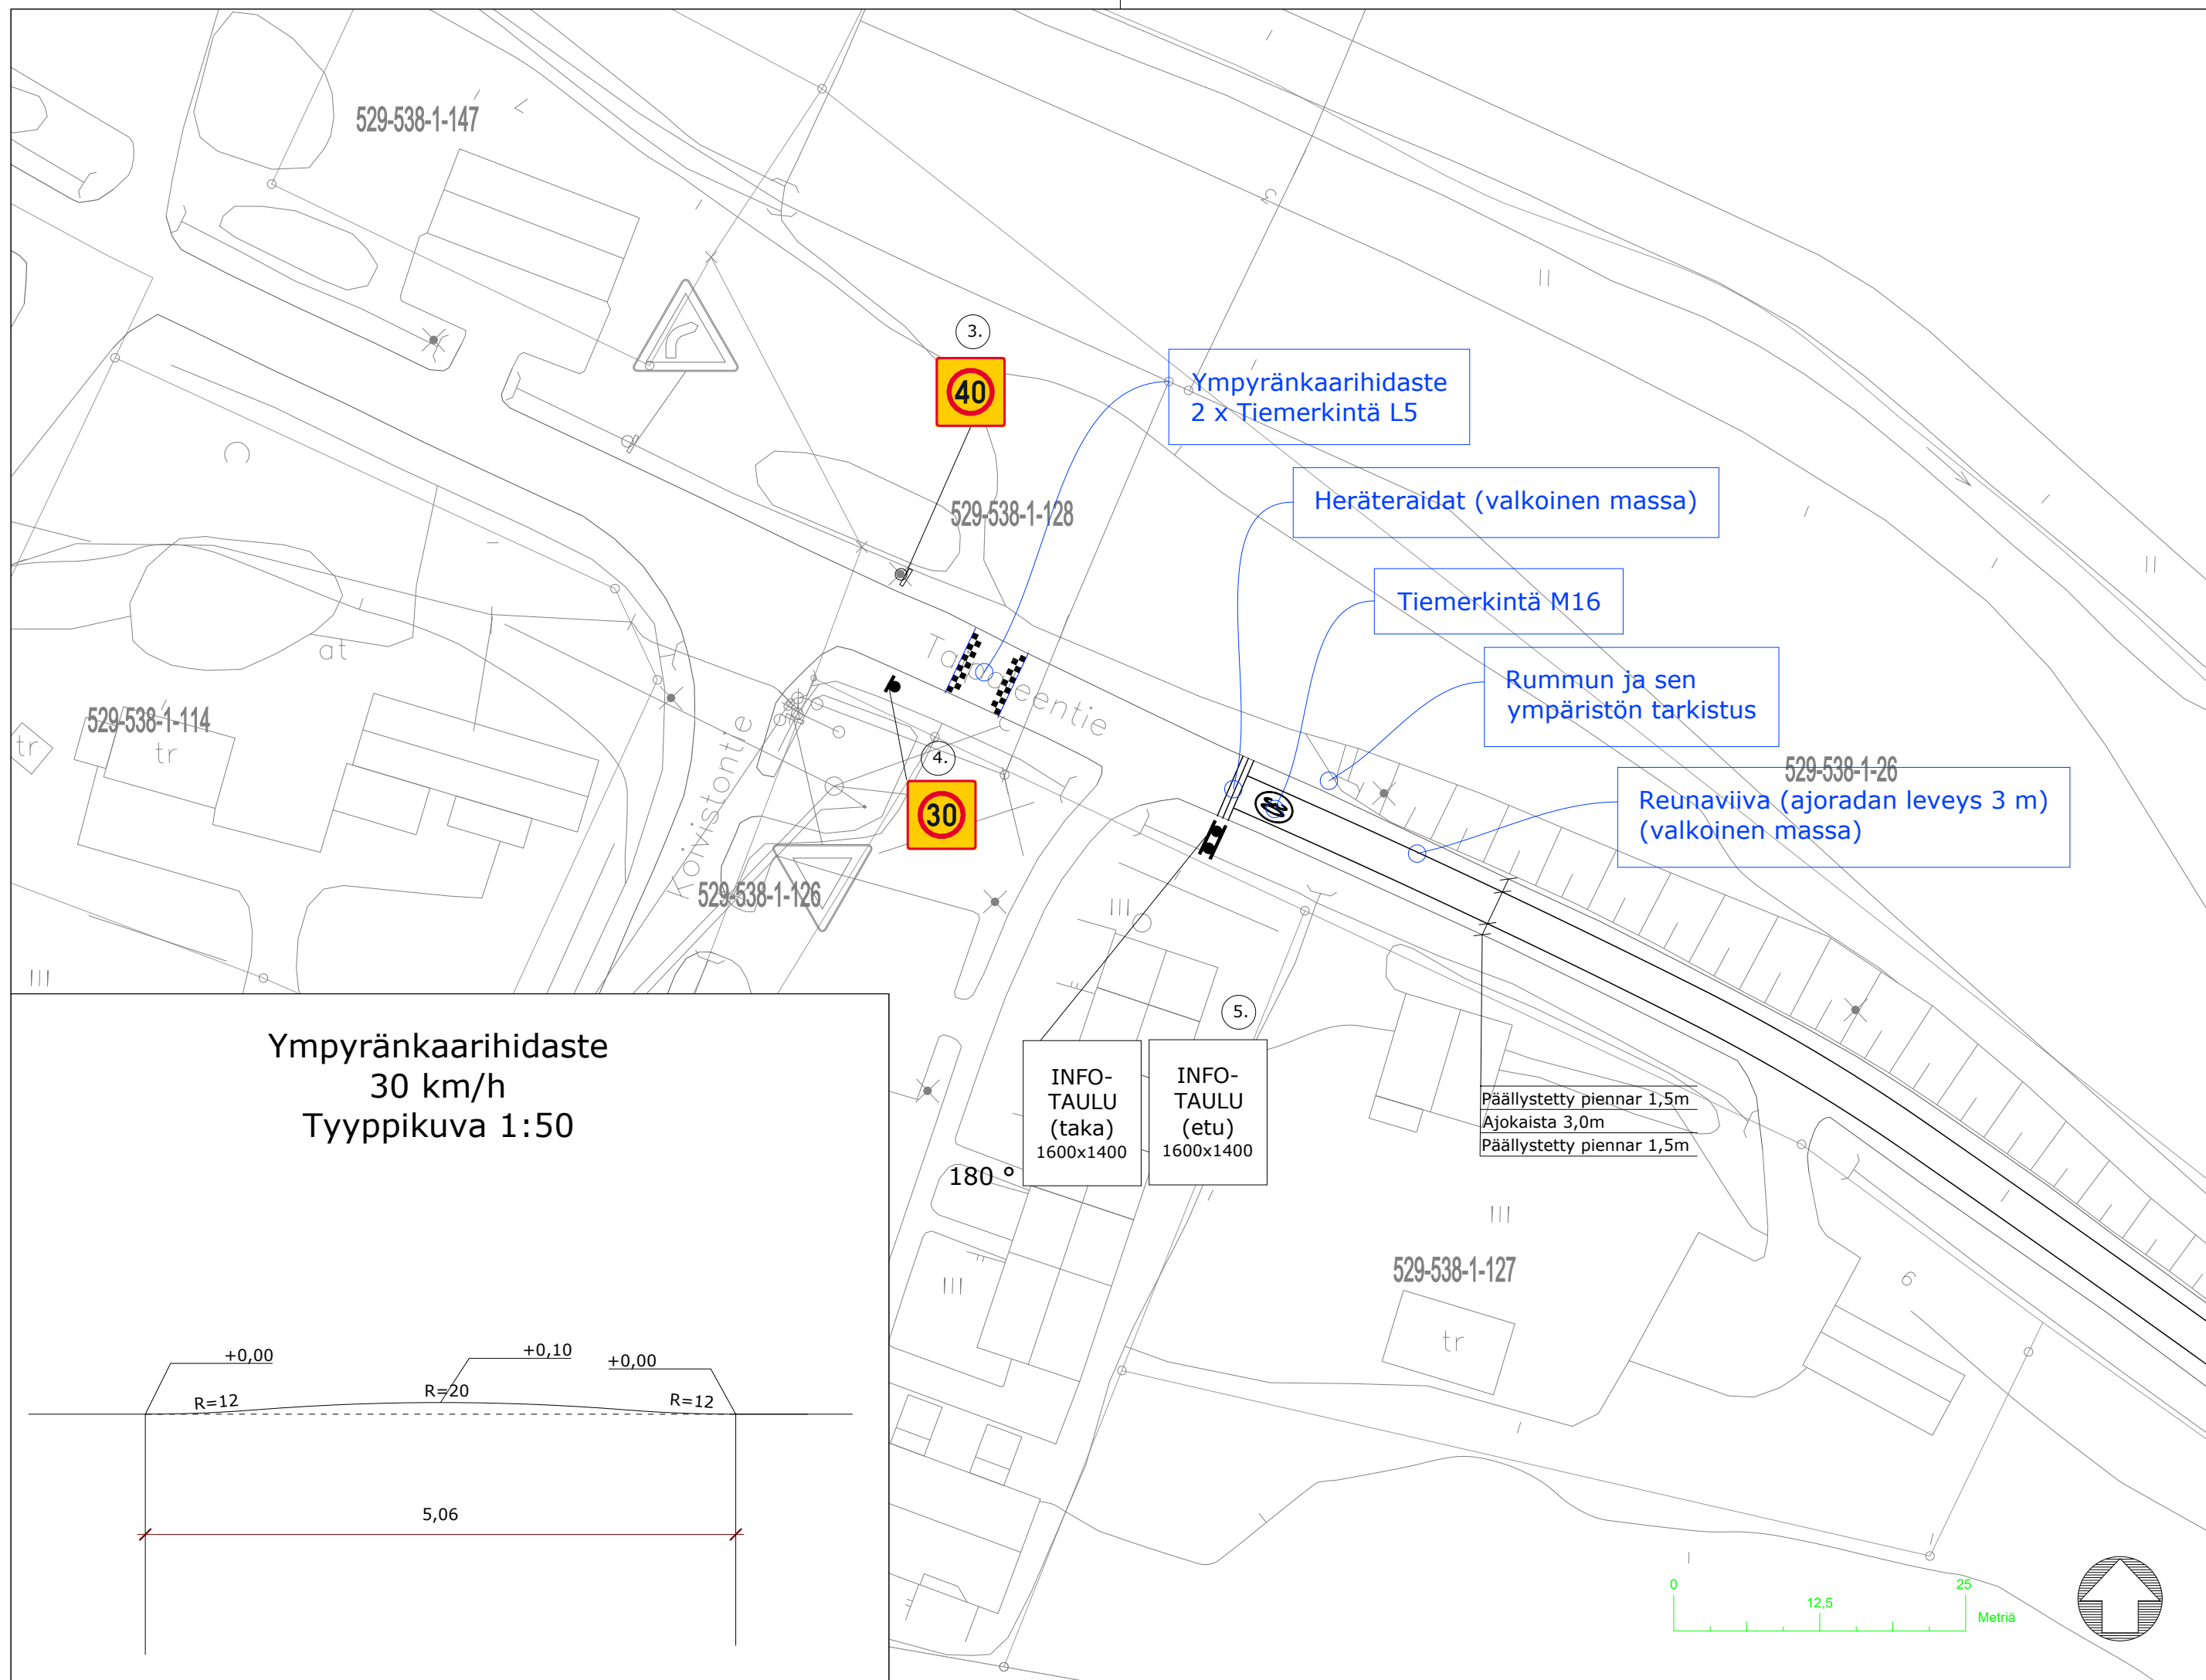 529-538-1-147
3.
40
Ympyränkaarihidaste
2 x Tiemerkintä L5
Heräteraidat (valkoinen massa)
529-538-1-128
Tiemerkintä M16
Rummun ja sen
ympäristön tarkistus
529-538-1-26
Reunaviiva (ajoradan leveys 3 m)
(valkoinen massa)
at
529-538-1-114
tr
tr
Koivistontie
4.
30
529-538-1-126
5.
INFO-
TAULU
(taka)
1600x1400
INFO-
TAULU
(etu)
1600x1400
180 °
Päällystetty piennar 1,5m
Ajokaista 3,0m
Päällystetty piennar 1,5m
529-538-1-127
tr
Ympyränkaarihidaste
30 km/h
Tyyppikuva 1:50
+0,00
+0,10
+0,00
R=12
R=20
R=12
5,06
0
12,5
25
Metriä